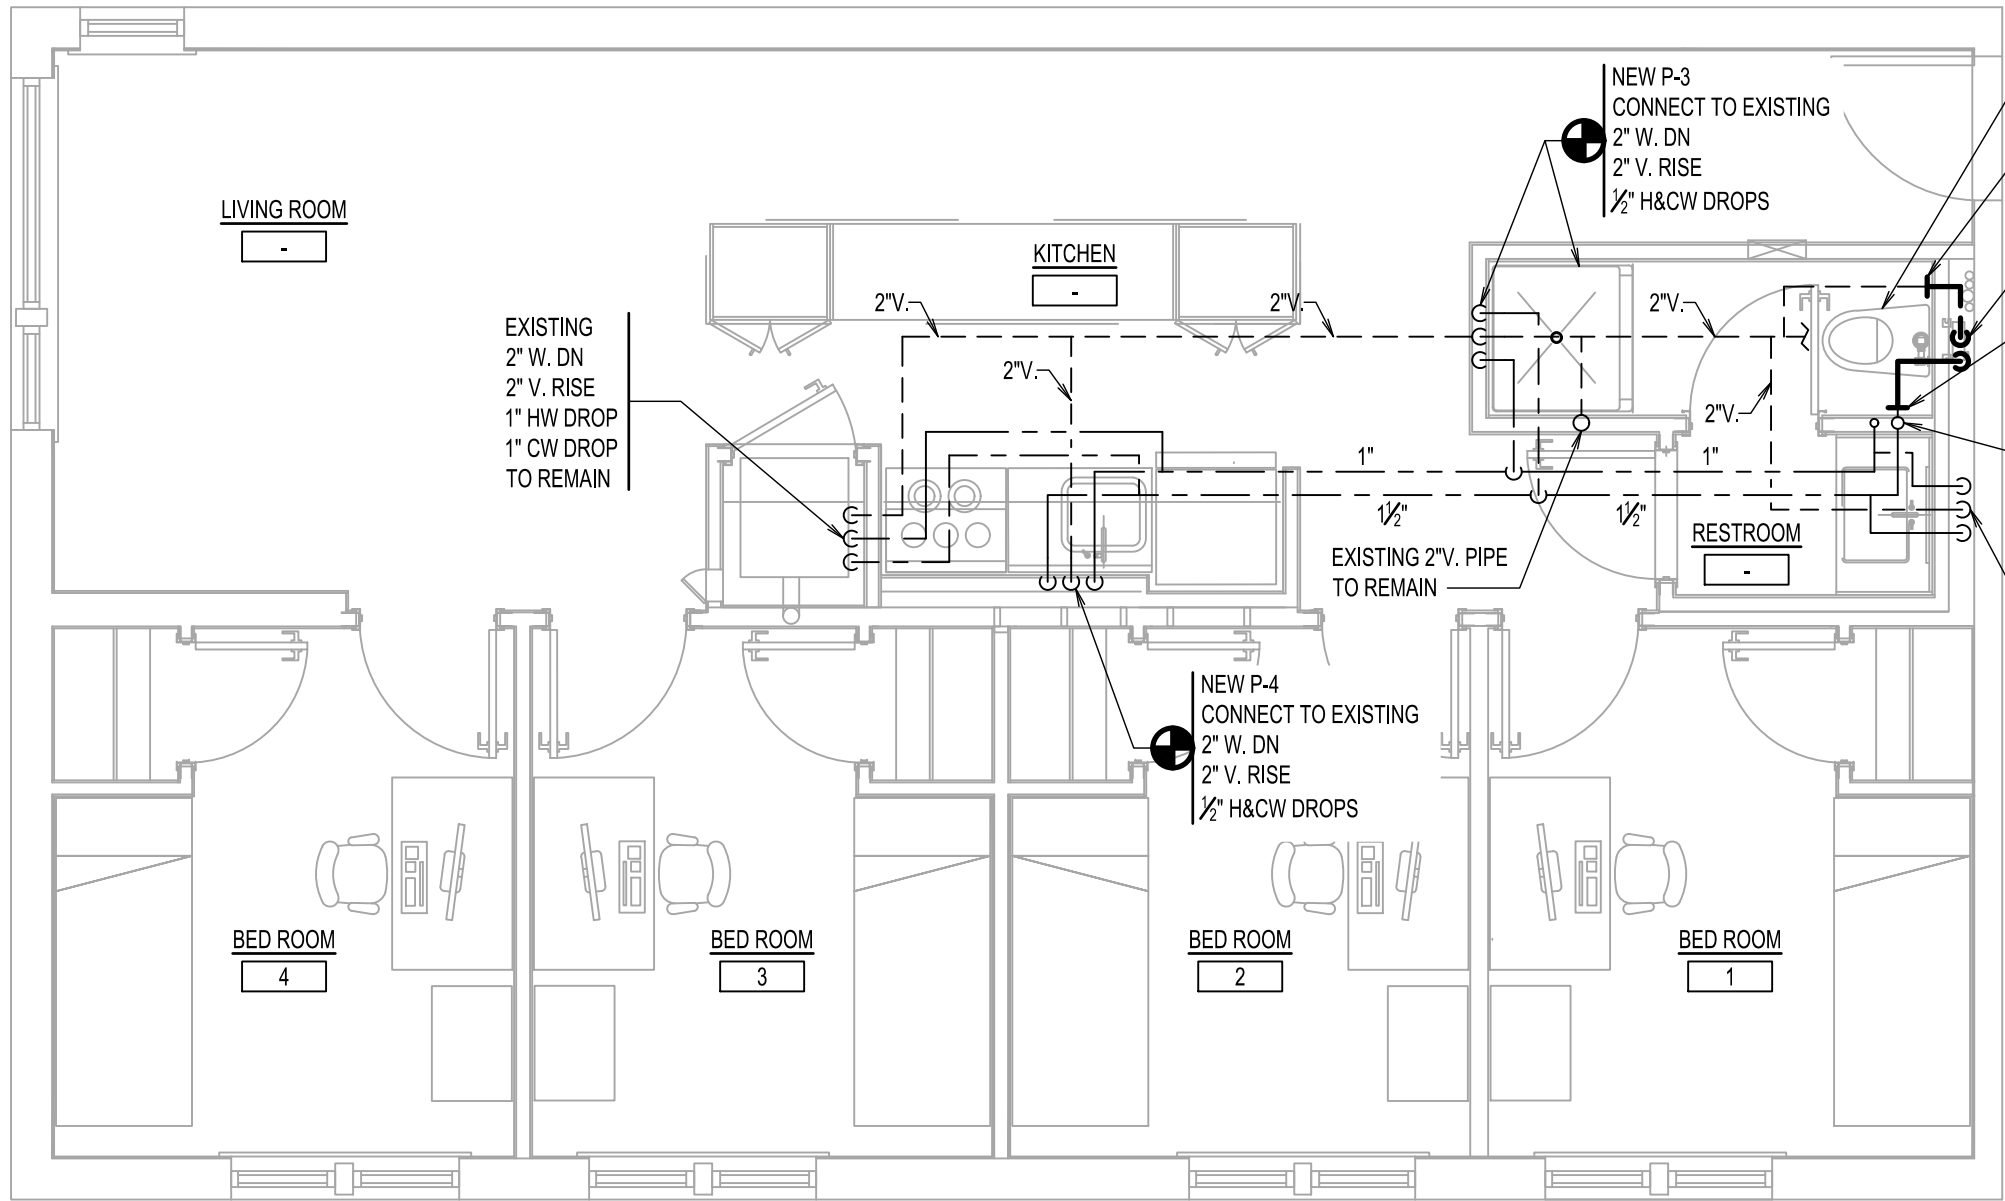 NEW P-3
CONNECT TO EXISTING
2" W. DN
2" V. RISE
½" H&CW DROPS
LIVING ROOM
-
KITCHEN
-
2"V.
2"V.
2"V.
EXISTING
2" W. DN
2" V. RISE
1" HW DROP
1" CW DROP
TO REMAIN
2"V.
2"V.
1"
1"
1½"
1½"
RESTROOM
-
EXISTING 2"V. PIPE
TO REMAIN
NEW P-4
CONNECT TO EXISTING
2" W. DN
2" V. RISE
½" H&CW DROPS
BED ROOM
4
BED ROOM
3
BED ROOM
2
BED ROOM
1